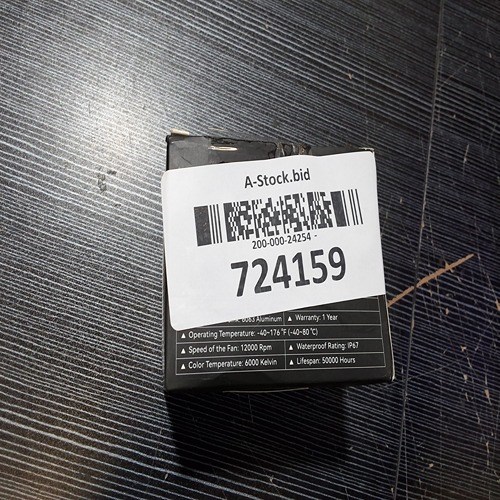 A-Stock.bid
200-000-24254 -
724159
6063 Aluminum ▲ Warranty: 1 Year
▲ Operating Temperature: -40~176 °F (-40~80 °C)
▲ Speed of the Fan: 12000 Rpm ▲ Waterproof Rating: IP67
▲ Color Temperature: 6000 Kelvin ▲ Lifespan: 50000 Hours